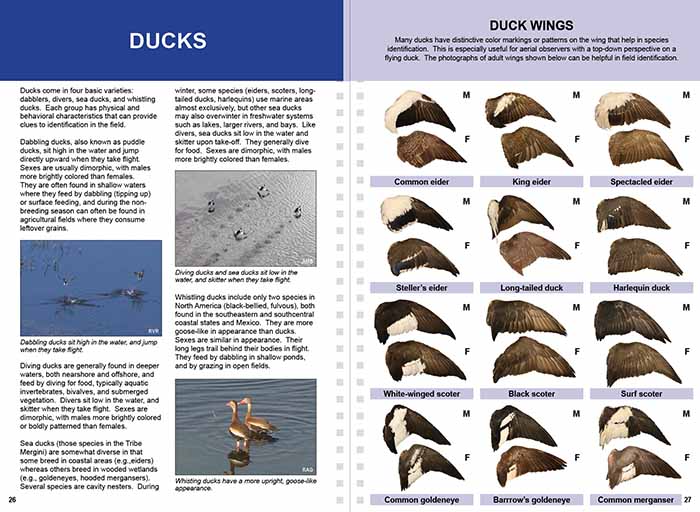 DUCKS
Ducks come in four basic varieties:
dabblers, divers, sea ducks, and whistling
ducks.  Each group has physical and
behavioral characteristics that can provide
clues to identification in the field.
Dabbling ducks, also known as puddle
ducks, sit high in the water and jump
directly upward when they take flight.
Sexes are usually dimorphic, with males
more brightly colored than females.
They are often found in shallow waters
where they feed by dabbling (tipping up)
or surface feeding, and during the non-
breeding season can often be found in
agricultural fields where they consume
leftover grains.
RVR
Dabbling ducks sit high in the water, and jump
when they take flight.
Diving ducks are generally found in deeper
waters, both nearshore and offshore, and
feed by diving for food, typically aquatic
invertebrates, bivalves, and submerged
vegetation.  Divers sit low in the water, and
skitter when they take flight.  Sexes are
dimorphic, with males more brightly colored
or boldly patterned than females.
Sea ducks (those species in the Tribe
Mergini) are somewhat diverse in that
some breed in coastal areas (e.g.,eiders)
whereas others breed in wooded wetlands
(e.g., goldeneyes, hooded mergansers).
Several species are cavity nesters.  During
26
winter, some species (eiders, scoters, long-
tailed ducks, harlequins) use marine areas
almost exclusively, but other sea ducks
may also overwinter in freshwater systems
such as lakes, larger rivers, and bays.  Like
divers, sea ducks sit low in the water and
skitter upon take-off.  They generally dive
for food.  Sexes are dimorphic, with males
more brightly colored than females.
Diving ducks and sea ducks sit low in the
water, and skitter when they take flight.
Whistling ducks include only two species in
North America (black-bellied, fulvous), both
found in the southeastern and southcentral
coastal states and Mexico.  They are more
goose-like in appearance than ducks.
Sexes are similar in appearance.  Their
long legs trail behind their bodies in flight.
They feed by dabbling in shallow ponds,
and by grazing in open fields.
RAG
Whisting ducks have a more upright, goose-like
appearance.
DUCK WINGS
Many ducks have distinctive color markings or patterns on the wing that help in species
identification.  This is especially useful for aerial observers with a top-down perspective on a
flying duck.  The photographs of adult wings shown below can be helpful in field identification.
M M M
F F F
Common eider King eider Spectacled eider
M M M
F F F
Steller's eider Long-tailed duck Harlequin duck
M M M
F F F
White-winged scoter Black scoter Surf scoter
M M M
F F F
Common goldeneye Barrrow's goldeneye Common merganser
27